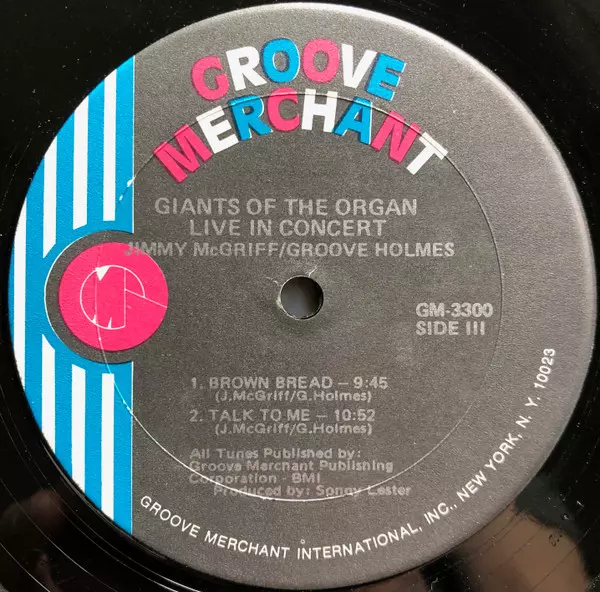 GROOVE
MERCHANT
GIANTS OF THE ORGAN
LIVE IN CONCERT
JIMMY McGRIFF/GROOVE HOLMES
GM-3300
SIDE III
1. BROWN BREAD – 9:45
(J.McGriff/G.Holmes)
2. TALK TO ME – 10:52
(J.McGriff/G.Holmes)
All Tunes Published by:
Groove Merchant Publishing
Corporation - BMI
Produced by: Sonny Lester
GROOVE MERCHANT INTERNATIONAL, INC., NEW YORK, N. Y. 10023